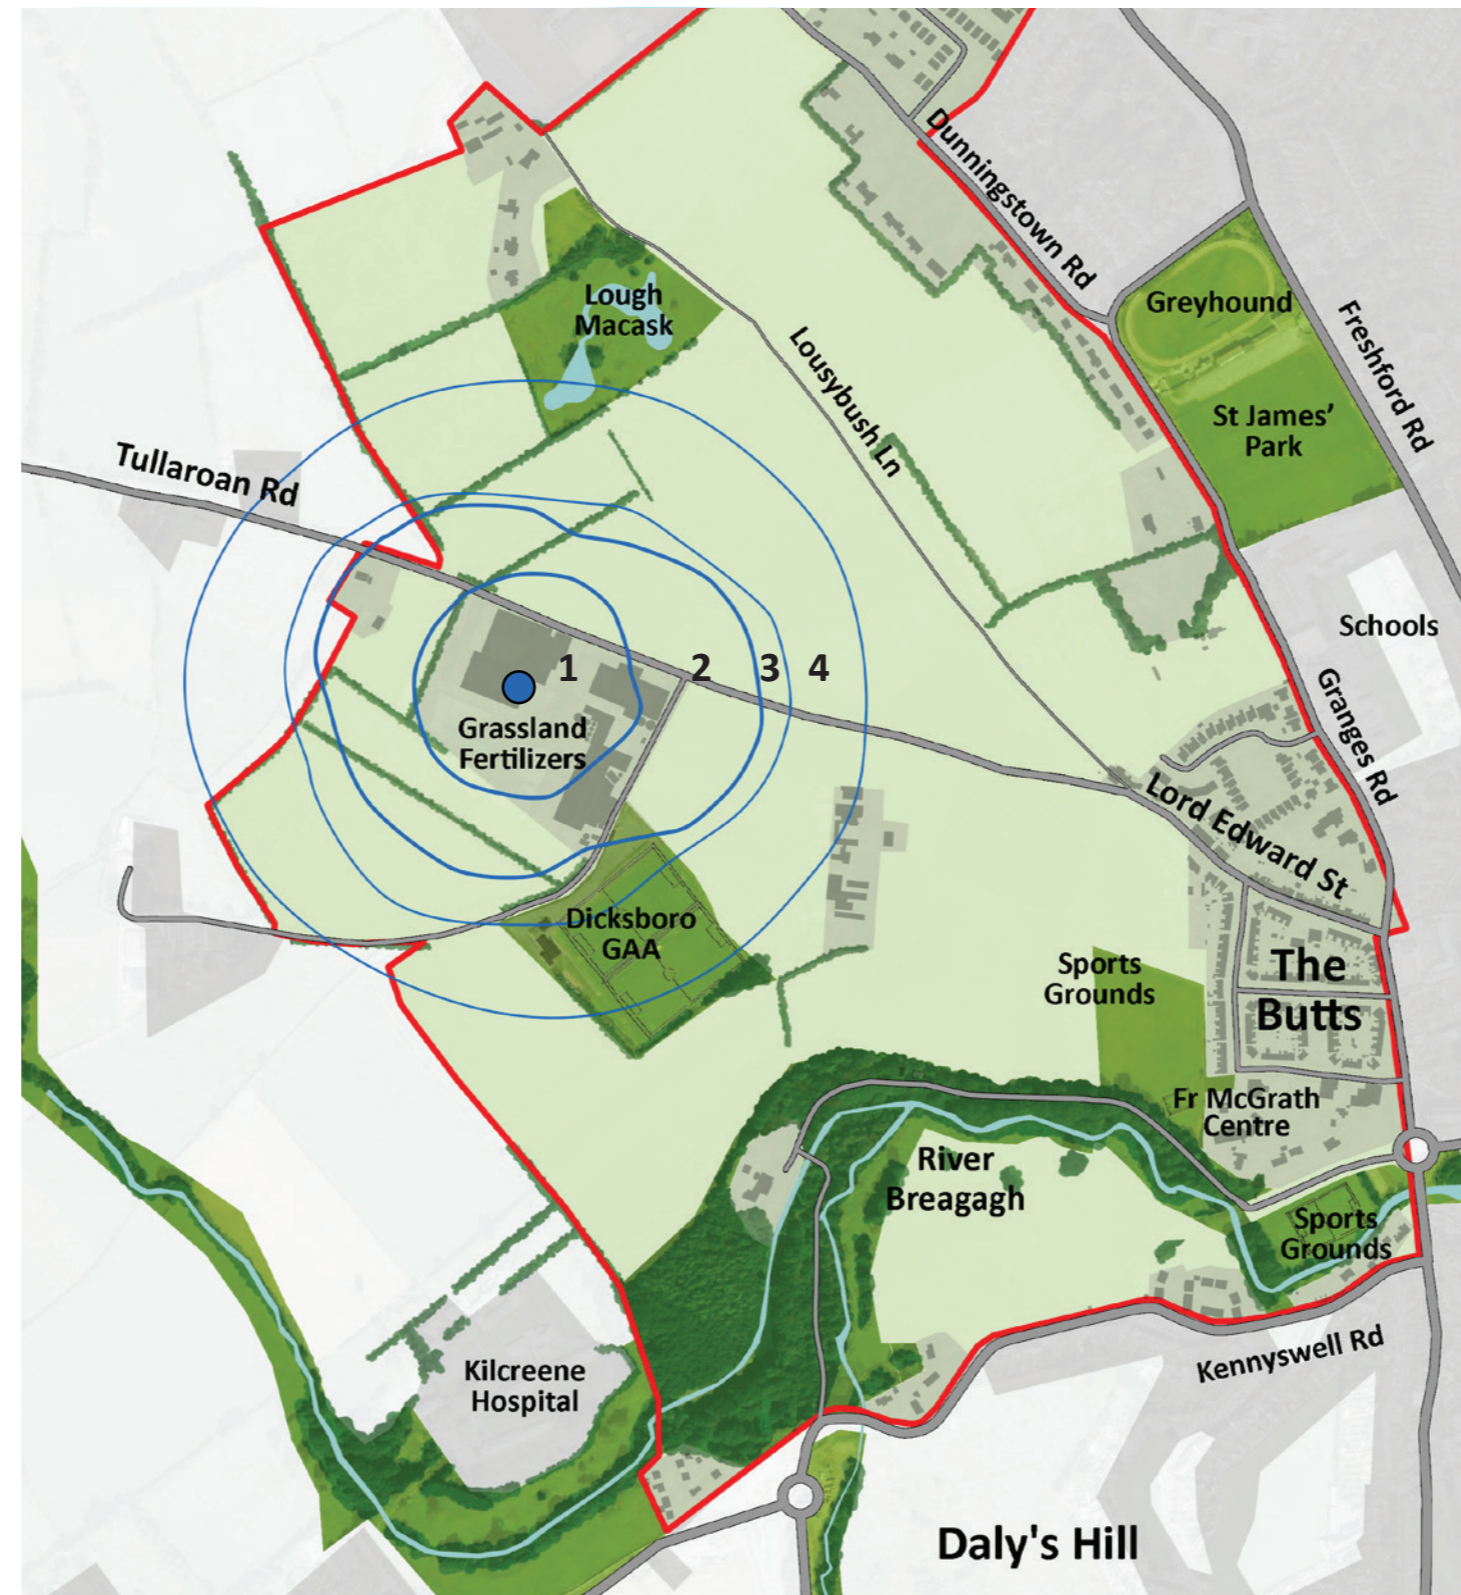 Dunningstown Rd
Greyhound
Lough
Macask
Freshford Rd
Lousybush Ln
St James’
Park
Tullaroan Rd
Schools
1
2
3
4
Grassland
Fertilizers
Granges Rd
Lord Edward St
Dicksboro
GAA
Sports
Grounds
The
Butts
Fr McGrath
Centre
River
Breagagh
Sports
Grounds
Kennyswell Rd
Kilcreene
Hospital
Daly's Hill